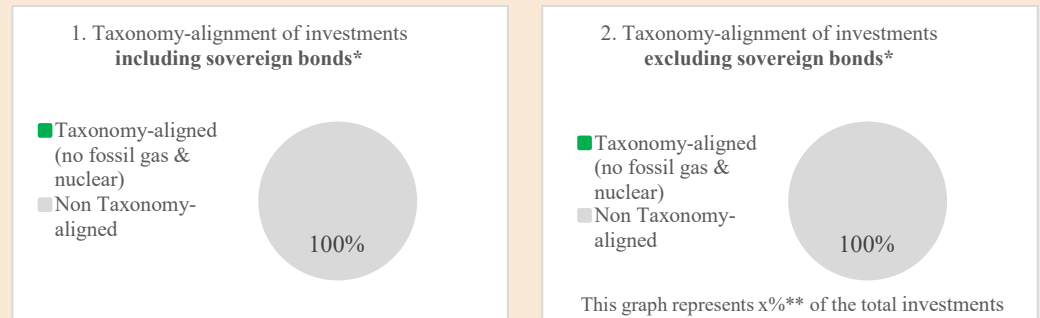 1. Taxonomy-alignment of investments
including sovereign bonds*
Taxonomy-aligned
(no fossil gas &
nuclear)
Non Taxonomy-
aligned
100%
2. Taxonomy-alignment of investments
excluding sovereign bonds*
Taxonomy-aligned
(no fossil gas &
nuclear)
Non Taxonomy-
aligned
100%
This graph represents x%** of the total investments